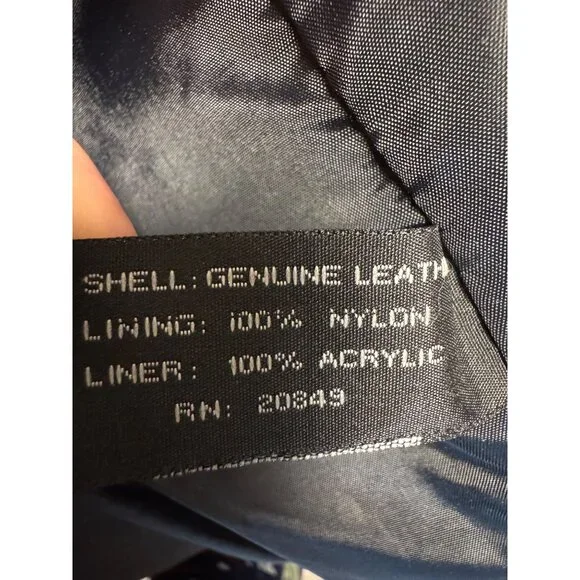 SHELL: GENUINE LEATH
LINING: 100% NYLON
LINER: 100% ACRYLIC
RN: 20849